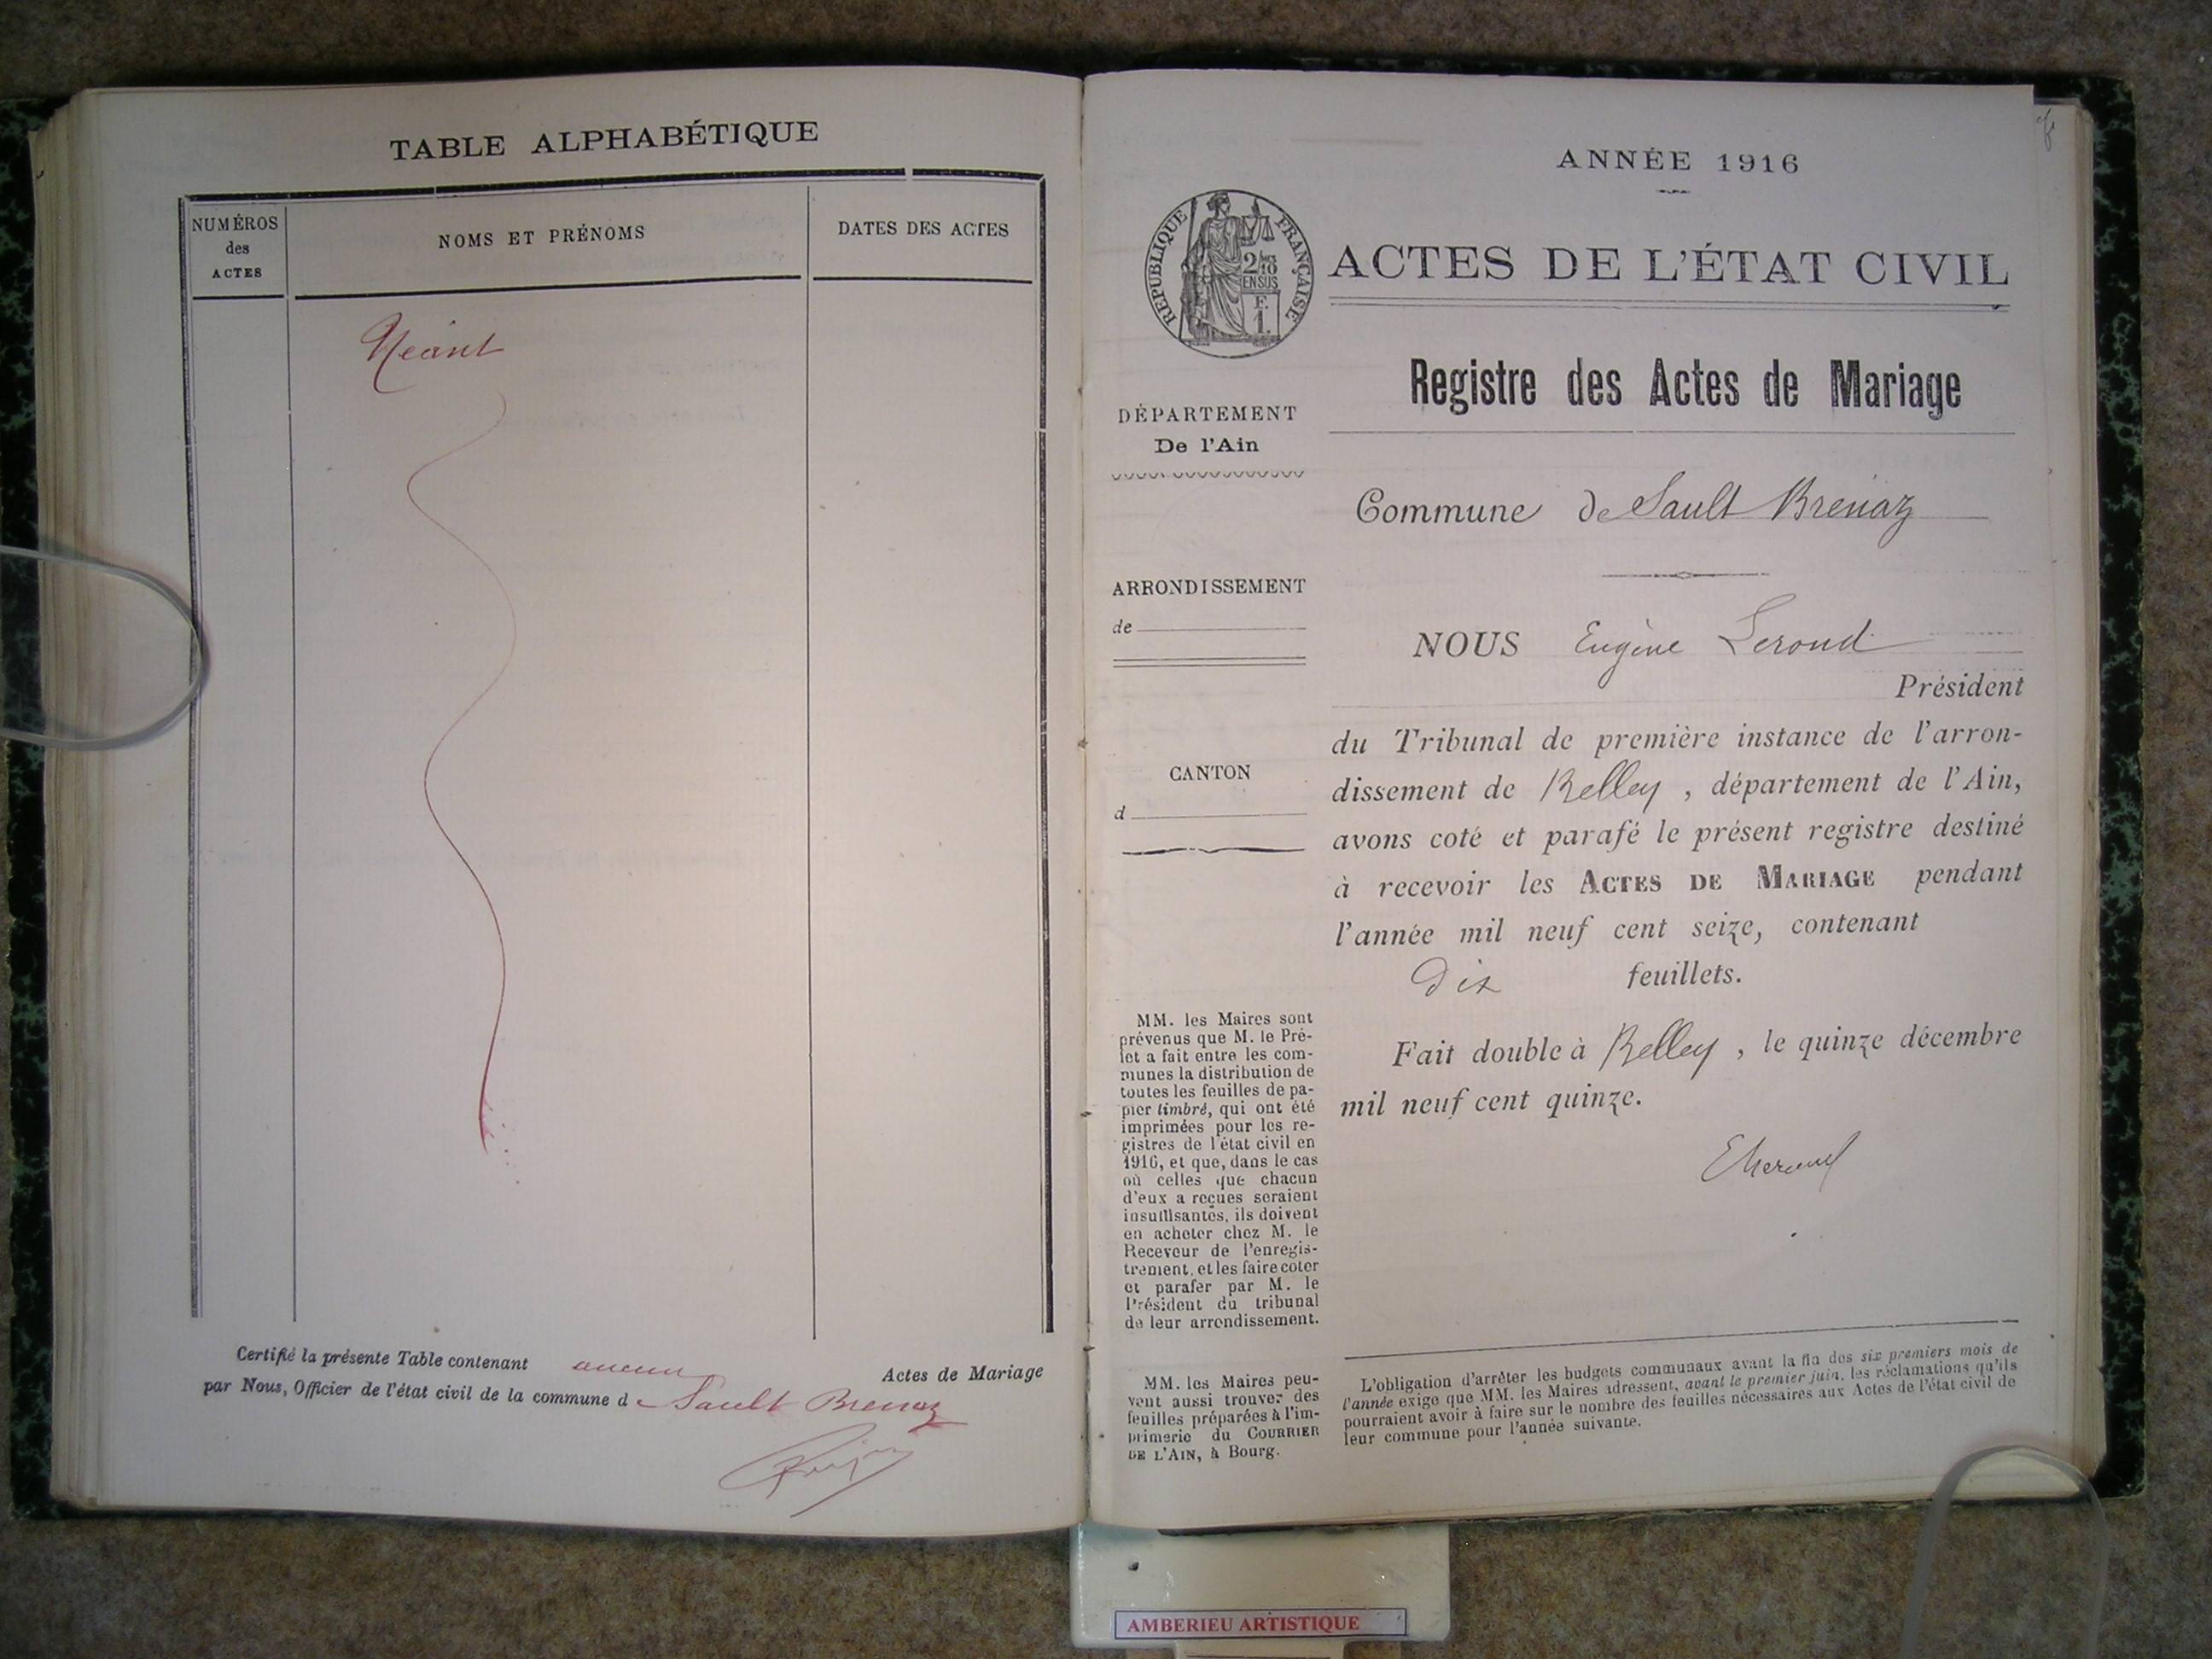 TABLE ALPHABÉTIQUE
NUMÉROS
des
ACTES
NOMS ET PRÉNOMS
DATES DES ACTES
Néant
Certifié la présente Table contenant aucun Actes de Mariage
par Nous, Officier de l'état civil de la commune de Sault Brenaz
ANNÉE 1916
RÉPUBLIQUE FRANÇAISE
2/10
EN SUS
F.
1.
ACTES DE L'ÉTAT CIVIL
Registre des Actes de Mariage
DÉPARTEMENT
De l'Ain
Commune de Sault Brenaz
ARRONDISSEMENT
de
CANTON
d
NOUS Eugène Leroud
Président
du Tribunal de première instance de l'arron-
dissement de Belley, département de l'Ain,
avons coté et parafé le présent registre destiné
à recevoir les ACTES DE MARIAGE pendant
l'année mil neuf cent seize, contenant
Dix feuillets.
Fait double à Belley, le quinze décembre
mil neuf cent quinze.
MM. les Maires sont
prévenus que M. le Pré-
fet a fait entre les com-
munes la distribution de
toutes les feuilles de pa-
pier timbré, qui ont été
imprimées pour les re-
gistres de l'état civil en
1916, et que, dans le cas
où celles que chacun
d'eux a reçues seraient
insuffisantes, ils doivent
en acheter chez M. le
Receveur de l'enregis-
trement, et les faire coter
et parafer par M. le
Président du tribunal
de leur arrondissement.
MM. les Maires peu-
vent aussi trouver des
feuilles préparées à l'im-
primerie du COURRIER
DE L'AIN, à Bourg.
L'obligation d'arrêter les budgets communaux avant la fin des six premiers mois de
l'année exige que MM. les Maires adressent, avant le premier juin, les réclamations qu'ils
pourraient avoir à faire sur le nombre des feuilles nécessaires aux Actes de l'état civil de
leur commune pour l'année suivante.
AMBERIEU ARTISTIQUE